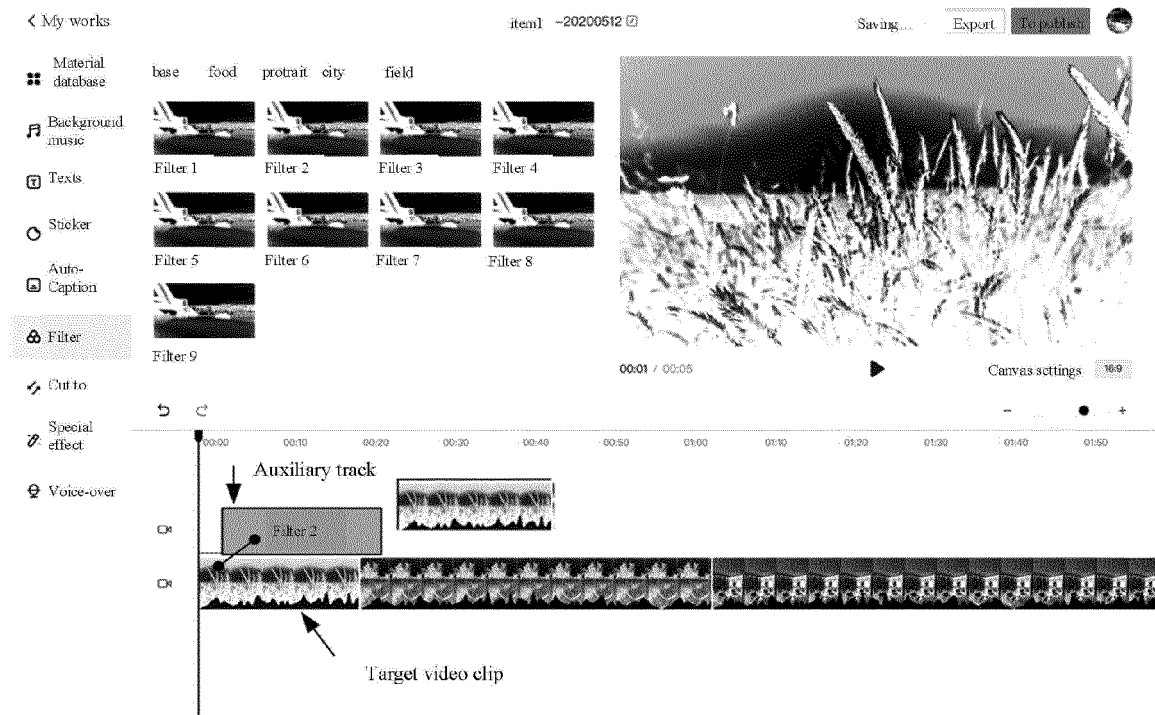 My works
item1 ~20200512
Saving...
Export
To publish
Material
database
Background
music
Texts
Sticker
Auto-
Caption
Filter
Cut to
Special
effect
Voice-over
base food protrait city field
Filter 1 Filter 2 Filter 3 Filter 4
Filter 5 Filter 6 Filter 7 Filter 8
Filter 9
00:01 / 00:05
Canvas settings
16:9
00:00 00:10 00:20 00:30 00:40 00:50 01:00 01:10 01:20 01:30 01:40 01:50
Auxiliary track
Filter 2
Target video clip